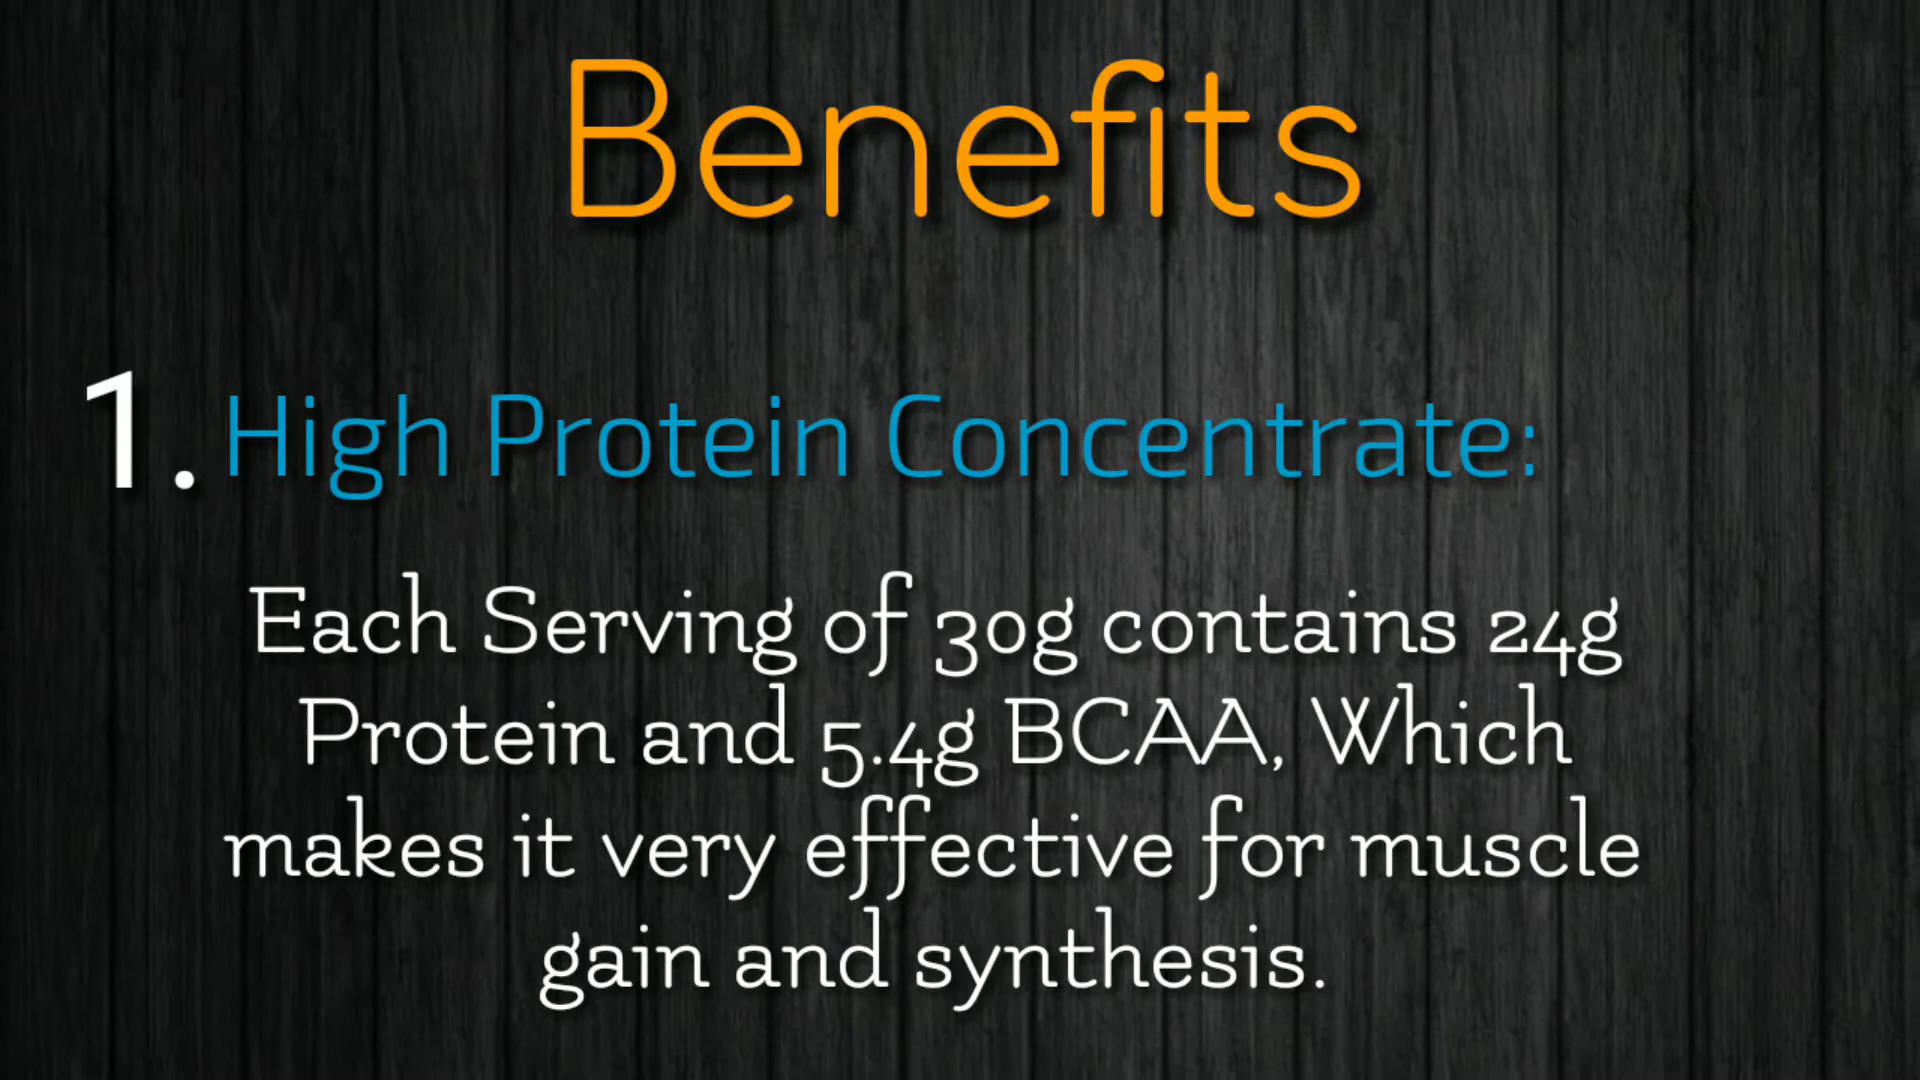 Benefits
1. High Protein Concentrate:
Each Serving of 30g contains 24g
Protein and 5.4g BCAA, Which
makes it very effective for muscle
gain and synthesis.